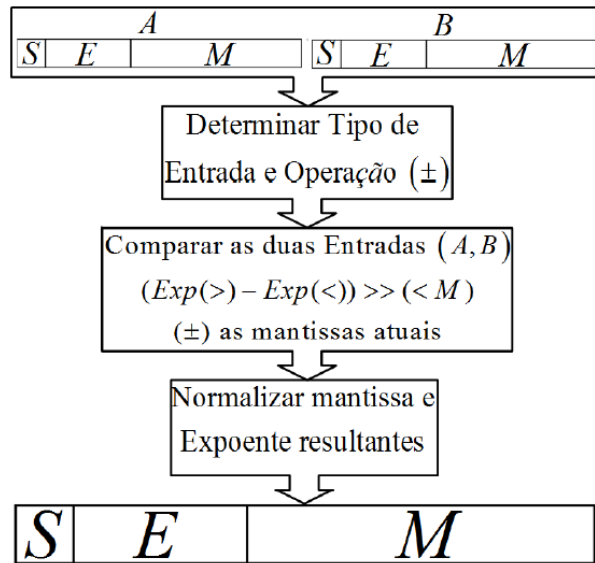 A B
S E M S E M
Determinar Tipo de
Entrada e Operação (±)
Comparar as duas Entradas (A,B)
(Exp(>) − Exp(<)) >> (< M)
(±) as mantissas atuais
Normalizar mantissa e
Expoente resultantes
S E M